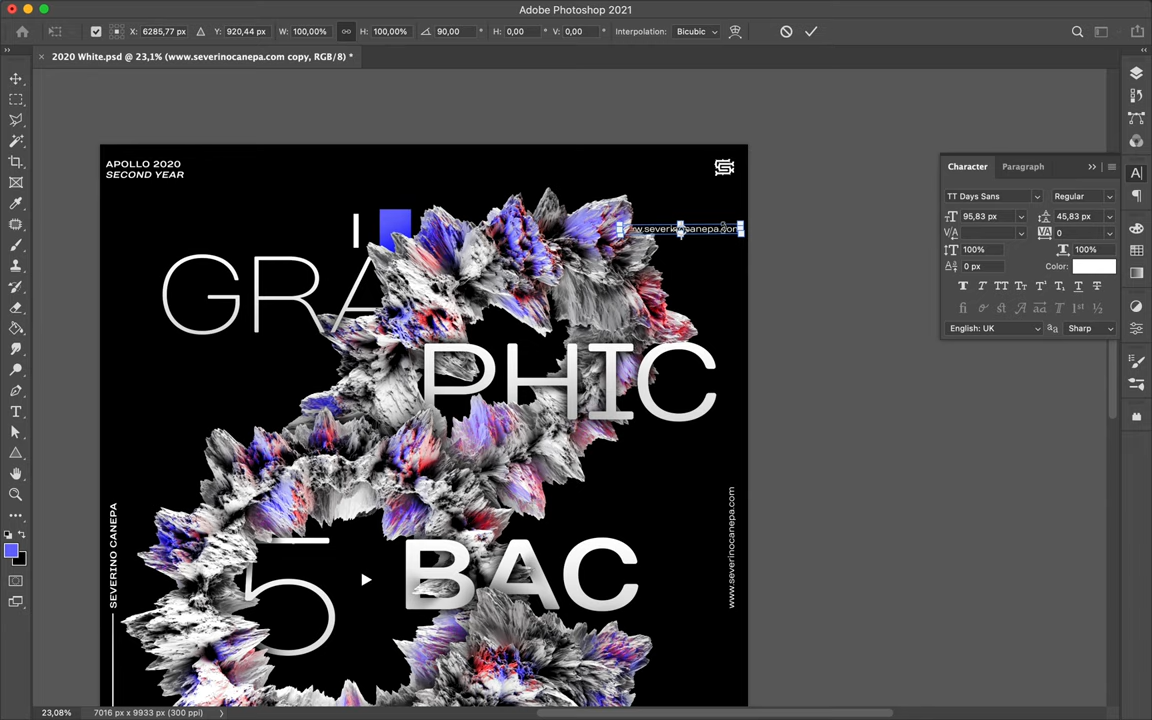 Adobe Photoshop 2021
X: 6285,77 px Y: 920,44 px W: 100,00% H: 100,00% 90,00 ° H: 0,00 ° V: 0,00 ° Interpolation: Bicubic
2020 White.psd @ 23,1% (www.severinocanepa.com copy, RGB/8) *
APOLLO 2020
SECOND YEAR
GRA
PHIC
5 BAC
SEVERINO CANEPA
www.severinocanepa.com
Character Paragraph
TT Days Sans Regular
95,83 px 45,83 px
0
100% 100%
0 px Color:
English: UK Sharp
23,08% 7016 px x 9933 px (300 ppi)